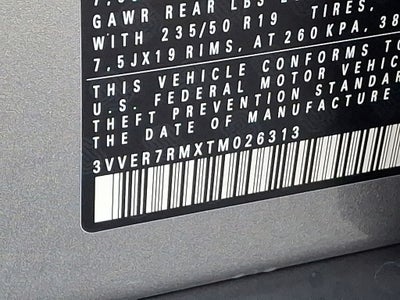 GAWR REAR LBS
WITH 235/50 R19 TIRES,
7.5JX19 RIMS, AT 260 KPA, 38
THIS VEHICLE CONFORMS TO
U.S. FEDERAL MOTOR VEHIC
THEFT PREVENTION STANDAR
THE DATE OF MANUFACTURE
3VVER7RMXTM026313